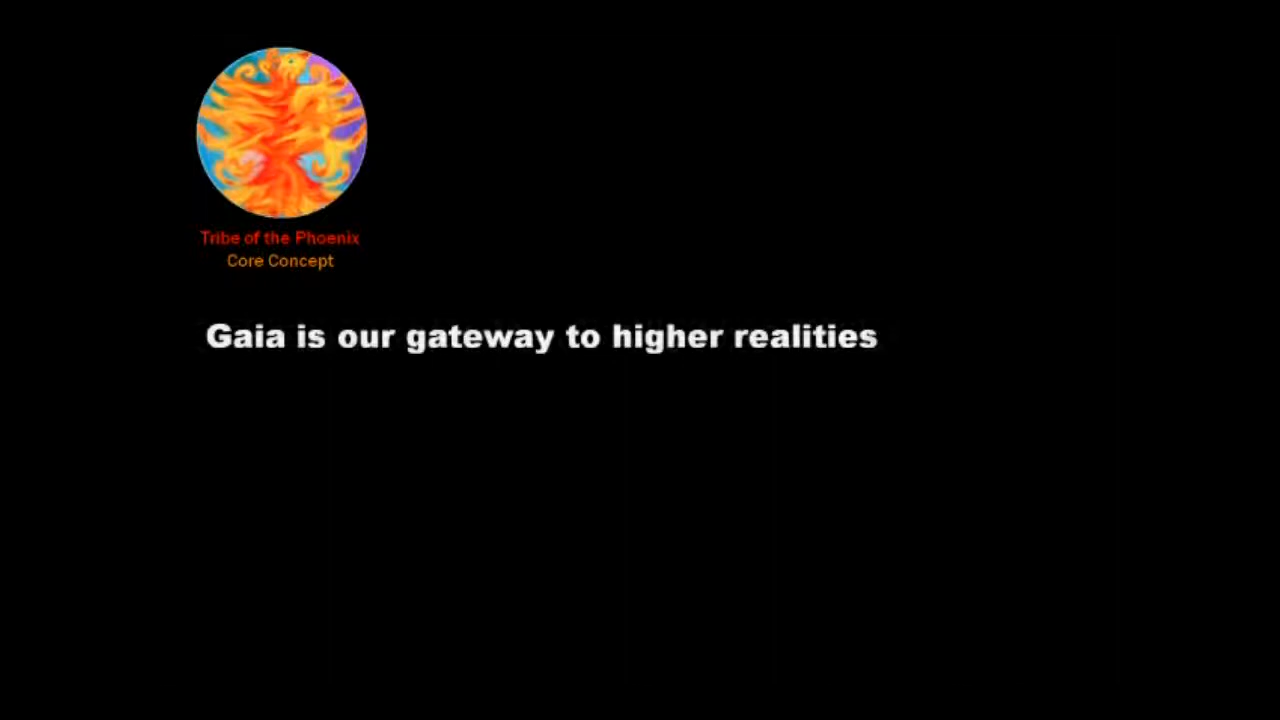 Tribe of the Phoenix
Core Concept
Gaia is our gateway to higher realities